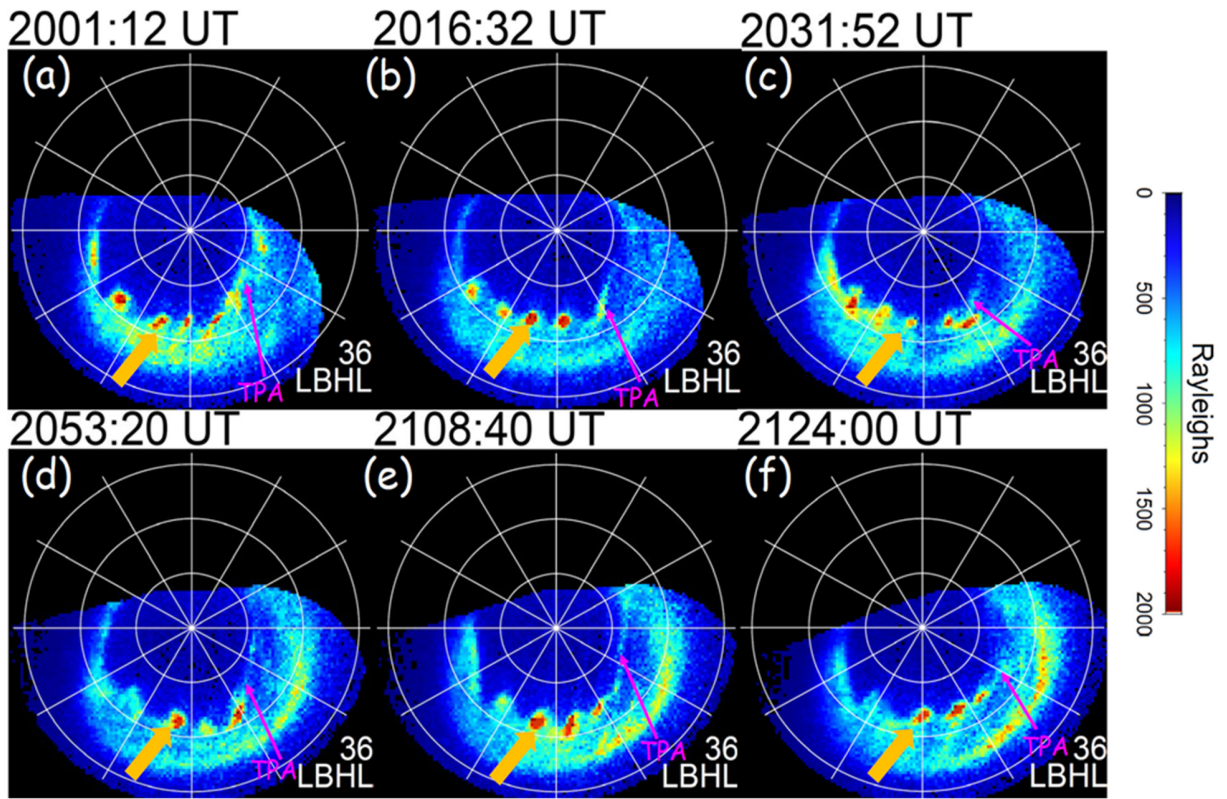 2001:12 UT
2016:32 UT
2031:52 UT
(a)
(b)
(c)
TPA
TPA
TPA
36
LBHL
36
LBHL
36
LBHL
2053:20 UT
2108:40 UT
2124:00 UT
(d)
(e)
(f)
TPA
TPA
TPA
36
LBHL
36
LBHL
36
LBHL
0
500
1000
1500
2000
Rayleighs